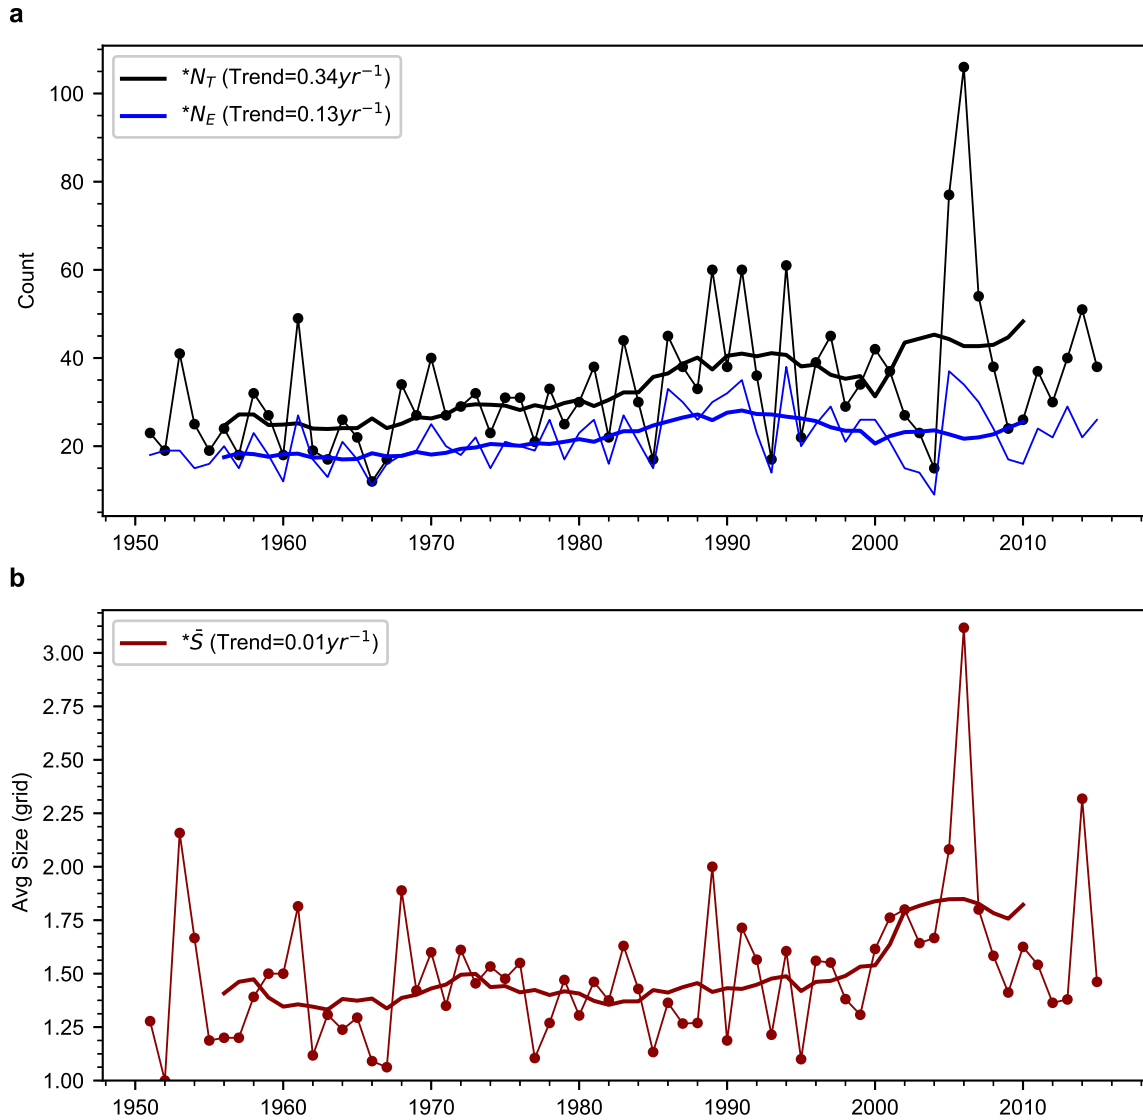 a
*N_T (Trend=0.34yr⁻¹)
*N_E (Trend=0.13yr⁻¹)
100
80
60
40
20
Count
1950 1960 1970 1980 1990 2000 2010
b
*S̄ (Trend=0.01yr⁻¹)
3.00
2.75
2.50
2.25
2.00
1.75
1.50
1.25
1.00
Avg Size (grid)
1950 1960 1970 1980 1990 2000 2010